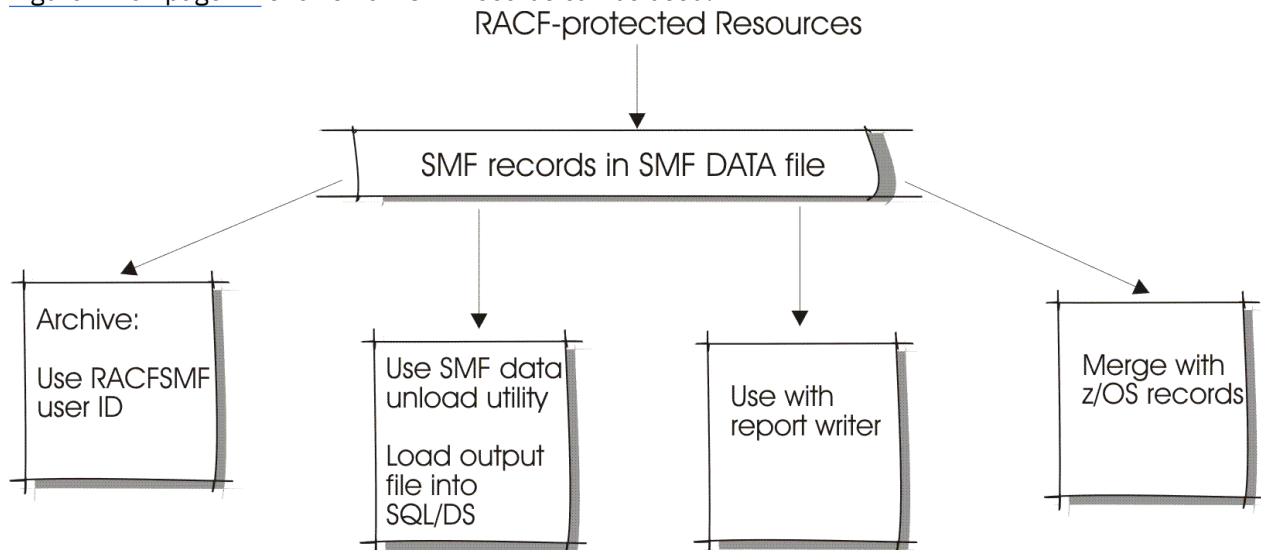 RACF-protected Resources
SMF records in SMF DATA file
Archive:
Use RACFSMF
user ID
Use SMF data
unload utility
Load output
file into
SQL/DS
Use with
report writer
Merge with
z/OS records